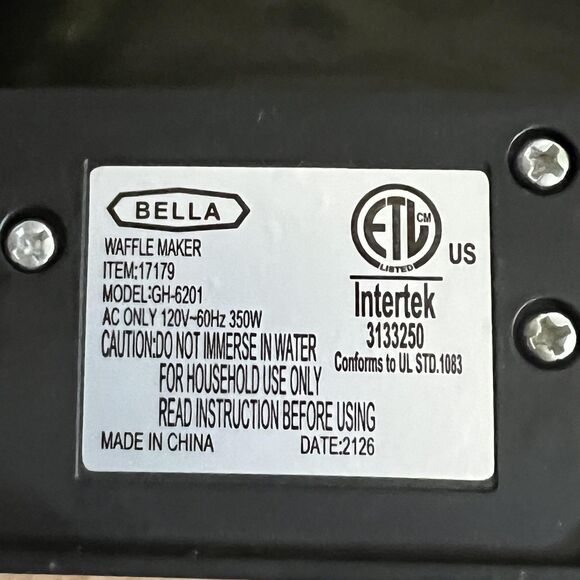 BELLA
WAFFLE MAKER
ITEM:17179
MODEL:GH-6201
AC ONLY 120V~60Hz 350W
CAUTION:DO NOT IMMERSE IN WATER
FOR HOUSEHOLD USE ONLY
READ INSTRUCTION BEFORE USING
MADE IN CHINA DATE:2126
ETL CM
LISTED
US
Intertek
3133250
Conforms to UL STD.1083